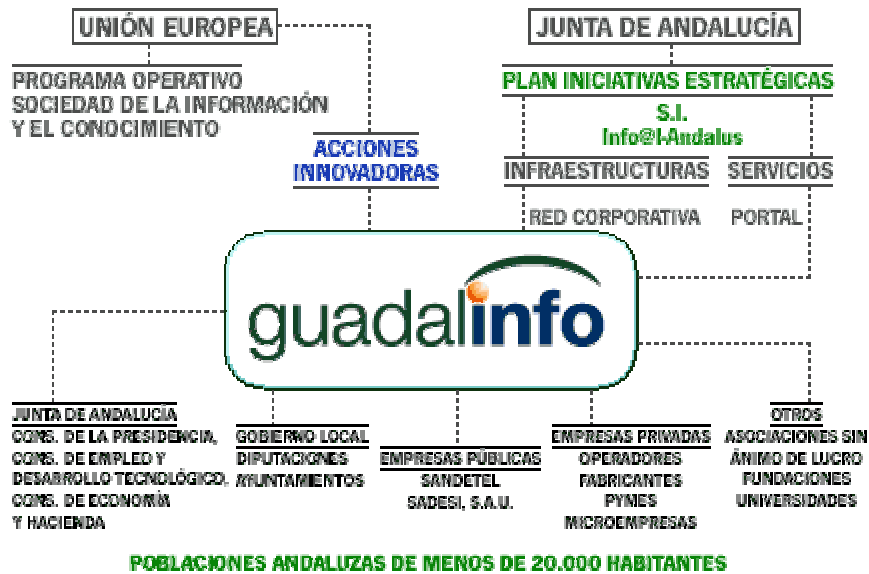 UNIÓN EUROPEA
PROGRAMA OPERATIVO
SOCIEDAD DE LA INFORMACIÓN
Y EL CONOCIMIENTO
ACCIONES
INNOVADORAS
JUNTA DE ANDALUCÍA
PLAN INICIATIVAS ESTRATÉGICAS
S.I.
Info@l-Andalus
INFRAESTRUCTURAS
RED CORPORATIVA
SERVICIOS
PORTAL
guadalinfo
JUNTA DE ANDALUCÍA
CONS. DE LA PRESIDENCIA,
CONS. DE EMPLEO Y
DESARROLLO TECNOLÓGICO,
CONS. DE ECONOMÍA
Y HACIENDA
GOBIERNO LOCAL
DIPUTACIONES
AYUNTAMIENTOS
EMPRESAS PÚBLICAS
SANDETEL
SADESI, S.A.U.
EMPRESAS PRIVADAS
OPERADORES
FABRICANTES
PYMES
MICROEMPRESAS
OTROS
ASOCIACIONES SIN
ÁNIMO DE LUCRO
FUNDACIONES
UNIVERSIDADES
POBLACIONES ANDALUZAS DE MENOS DE 20.000 HABITANTES